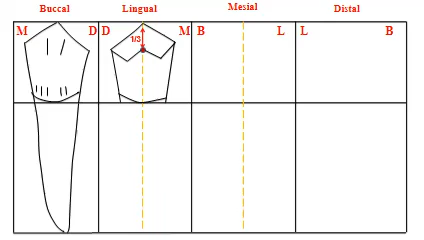 Buccal Lingual Mesial Distal
M D D M B L L B
1/3